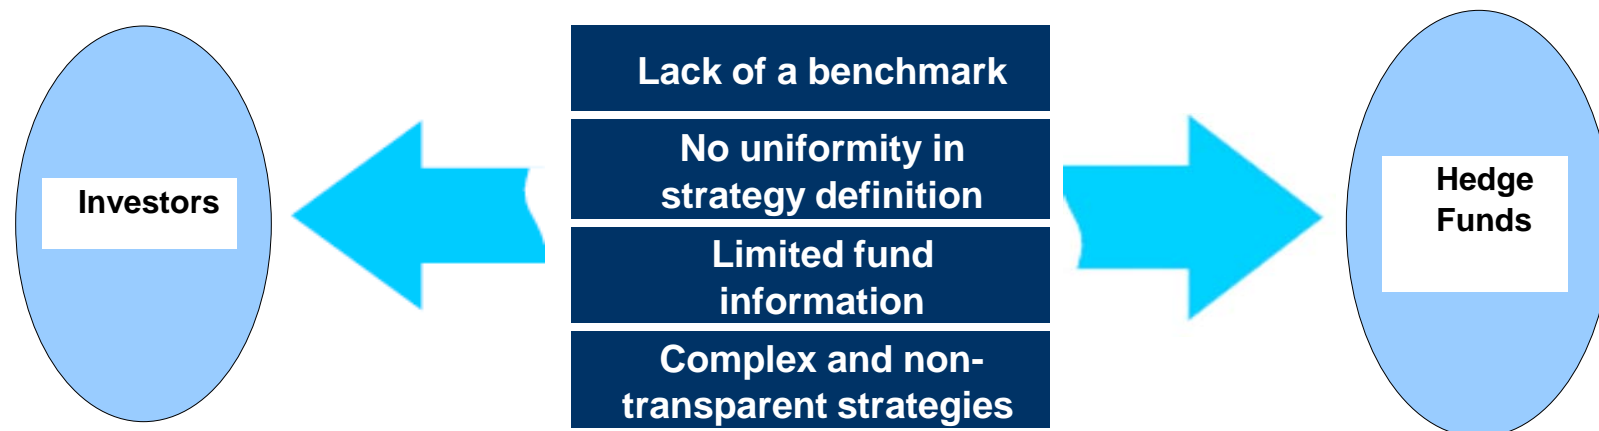 Investors
Lack of a benchmark
No uniformity in
strategy definition
Limited fund
information
Complex and non-
transparent strategies
Hedge
Funds